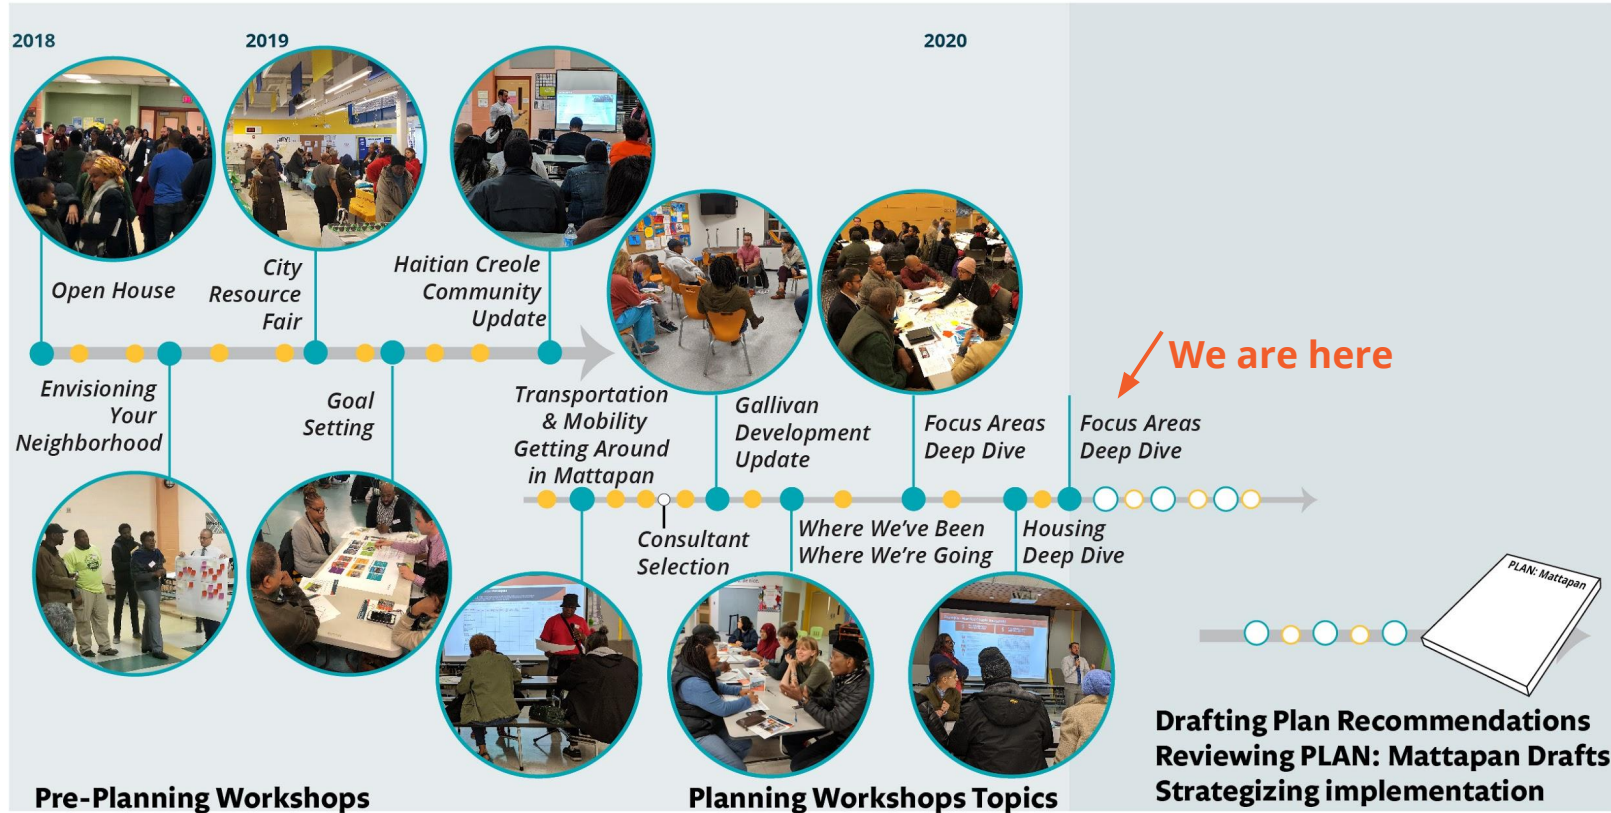 2018
2019
2020
Open House
City
Resource
Fair
Haitian Creole
Community
Update
Envisioning
Your
Neighborhood
Goal
Setting
Transportation
& Mobility
Getting Around
in Mattapan
Consultant
Selection
Gallivan
Development
Update
Where We've Been
Where We're Going
Focus Areas
Deep Dive
Housing
Deep Dive
Focus Areas
Deep Dive
We are here
PLAN: Mattapan
Pre-Planning Workshops
Planning Workshops Topics
Drafting Plan Recommendations
Reviewing PLAN: Mattapan Drafts
Strategizing implementation